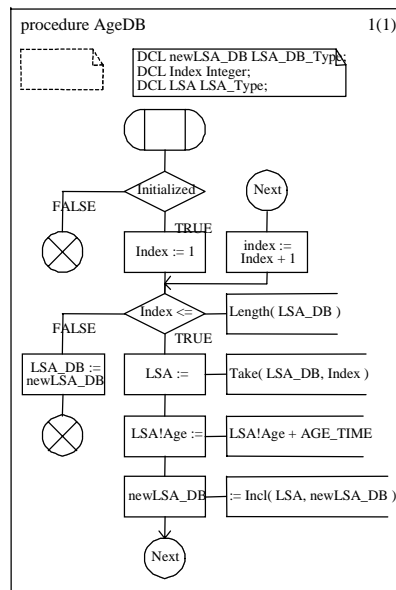 procedure AgeDB 1(1)
DCL newLSA_DB LSA_DB_Type;
DCL Index Integer;
DCL LSA LSA_Type;
Initialized
Next
FALSE
TRUE
Index := 1
index :=
Index + 1
Index <=
Length( LSA_DB )
FALSE
TRUE
LSA_DB :=
newLSA_DB
LSA :=
Take( LSA_DB, Index )
LSA!Age :=
LSA!Age + AGE_TIME
newLSA_DB
:= Incl( LSA, newLSA_DB )
Next